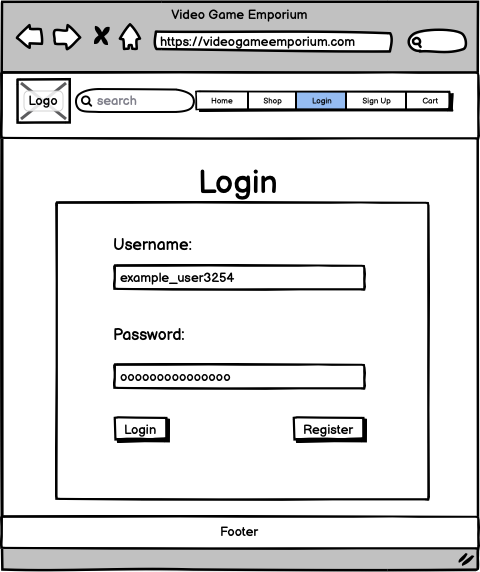 Video Game Emporium
https://videogameemporium.com
Logo
search
Home Shop Login Sign Up Cart
Login
Username:
example_user3254
Password:
ooooooooooooooo
Login Register
Footer